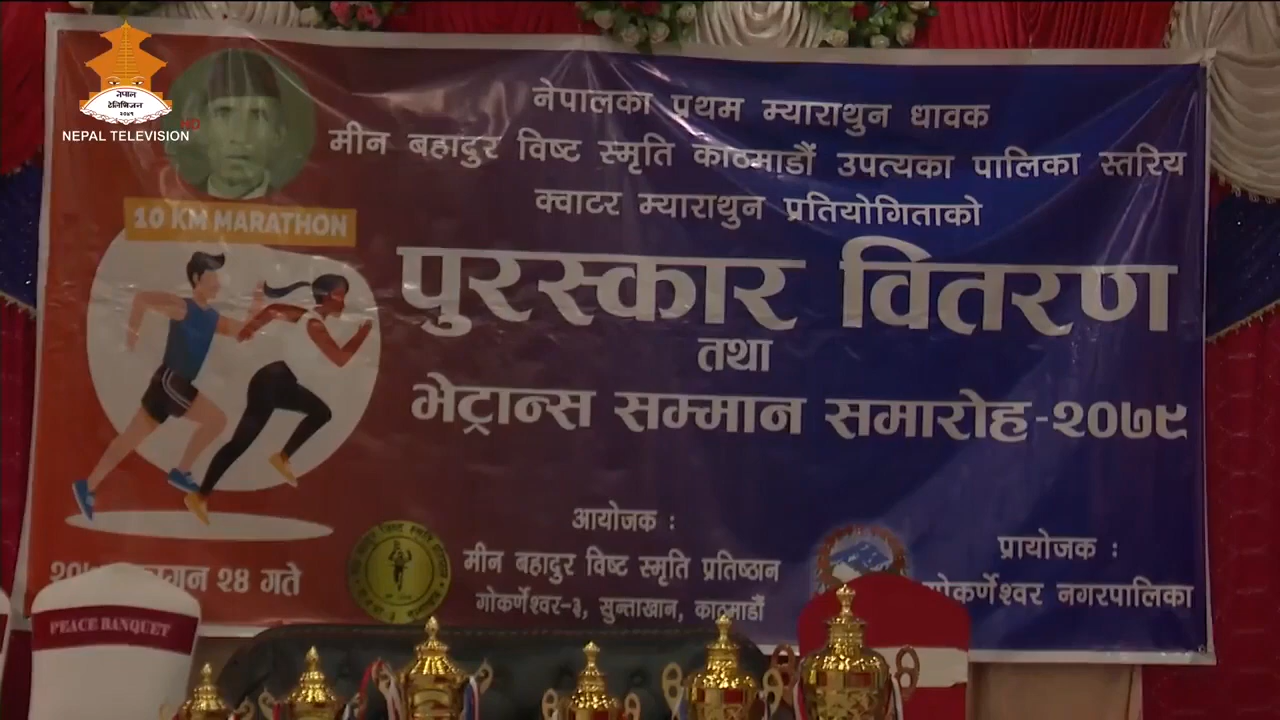 नेपाल
टेलिभिजन
२०४१
NEPAL TELEVISION
HD
नेपालका प्रथम म्याराथुन धावक
मीन बहादुर विष्ट स्मृति काठमाडौं उपत्यका पालिका स्तरिय
क्वाटर म्याराथुन प्रतियोगिताको
10 KM MARATHON
पुरस्कार वितरण
तथा
भेट्रान्स सम्मान समारोह-२०७९
आयोजक :
मीन बहादुर विष्ट स्मृति प्रतिष्ठान
गोकर्णेश्वर-३, सुन्ताखान, काठमाडौं
प्रायोजक :
गोकर्णेश्वर नगरपालिका
२४ गते
PEACE BANQUET